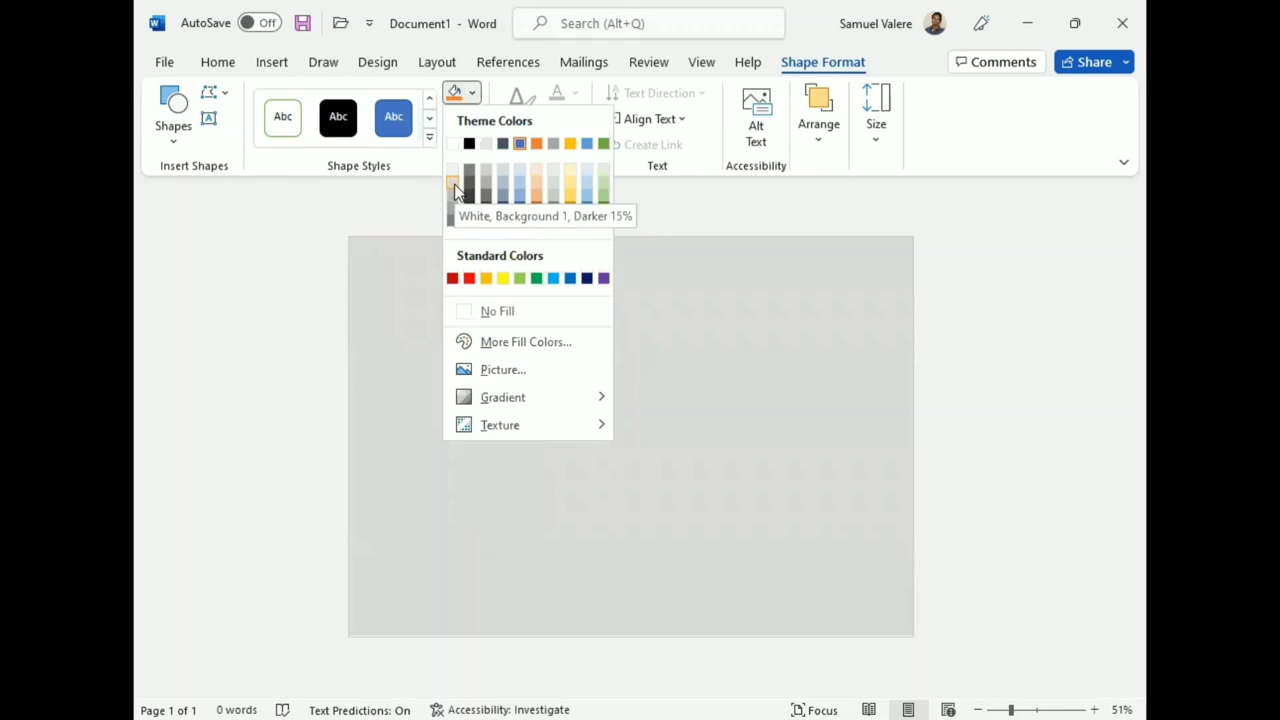 AutoSave Off Document1 - Word Search (Alt+Q) Samuel Valere
File Home Insert Draw Design Layout References Mailings Review View Help Shape Format Comments Share
Shapes
Abc Abc Abc
Text Direction
Align Text
Create Link
Alt Text
Arrange
Size
Insert Shapes Shape Styles Text Accessibility
Theme Colors
White, Background 1, Darker 15%
Standard Colors
No Fill
More Fill Colors...
Picture...
Gradient
Texture
Page 1 of 1 0 words Text Predictions: On Accessibility: Investigate Focus 51%